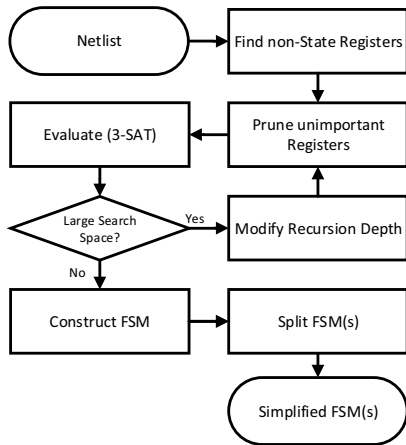 Netlist
Find non-State Registers
Evaluate (3-SAT)
Prune unimportant
Registers
Large Search
Space?
Yes
Modify Recursion Depth
No
Construct FSM
Split FSM(s)
Simplified FSM(s)